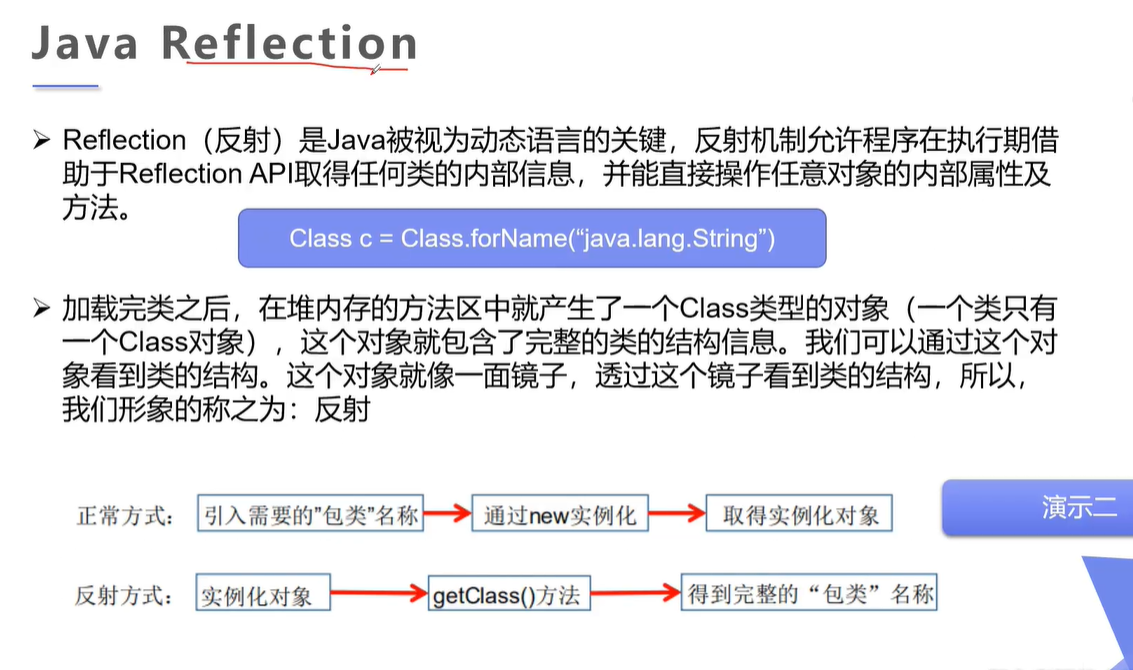 Java Reflection
Reflection（反射）是Java被视为动态语言的关键，反射机制允许程序在执行期借
助于Reflection API取得任何类的内部信息，并能直接操作任意对象的内部属性及
方法。
Class c = Class.forName(“java.lang.String”)
加载完类之后，在堆内存的方法区中就产生了一个Class类型的对象（一个类只有
一个Class对象），这个对象就包含了完整的类的结构信息。我们可以通过这个对
象看到类的结构。这个对象就像一面镜子，透过这个镜子看到类的结构，所以，
我们形象的称之为：反射
正常方式： 引入需要的”包类”名称 通过new实例化 取得实例化对象
演示二
反射方式： 实例化对象 getClass()方法 得到完整的“包类”名称